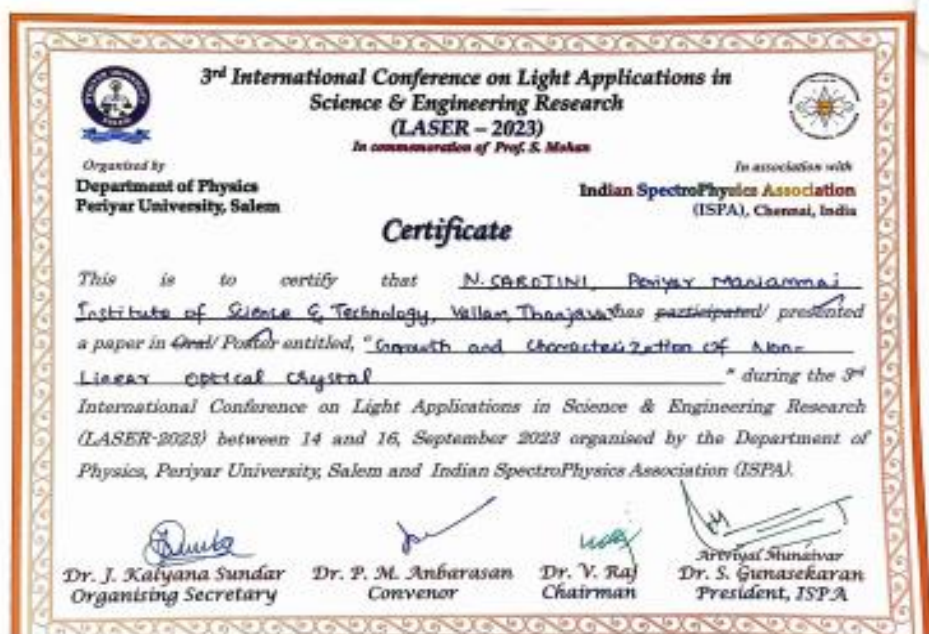 3rd International Conference on Light Applications in
Science & Engineering Research
(LASER – 2023)
In commemoration of Prof. S. Mohan
Organised by
Department of Physics
Periyar University, Salem
In association with
Indian SpectroPhysics Association
(ISPA), Chennai, India
Certificate
This is to certify that N. CAROTINI, Periyar Maniammai
Institute of Science & Technology, Vallam, Thanjavur has participated/ presented
a paper in Oral/ Poster entitled, "Growth and Characterization of Non-
Linear optical crystal " during the 3rd
International Conference on Light Applications in Science & Engineering Research
(LASER-2023) between 14 and 16, September 2023 organised by the Department of
Physics, Periyar University, Salem and Indian SpectroPhysics Association (ISPA).
Dr. J. Kalyana Sundar
Organising Secretary
Dr. P. M. Anbarasan
Convenor
Dr. V. Raj
Chairman
Ariviyal Munaivar
Dr. S. Gunasekaran
President, ISPA